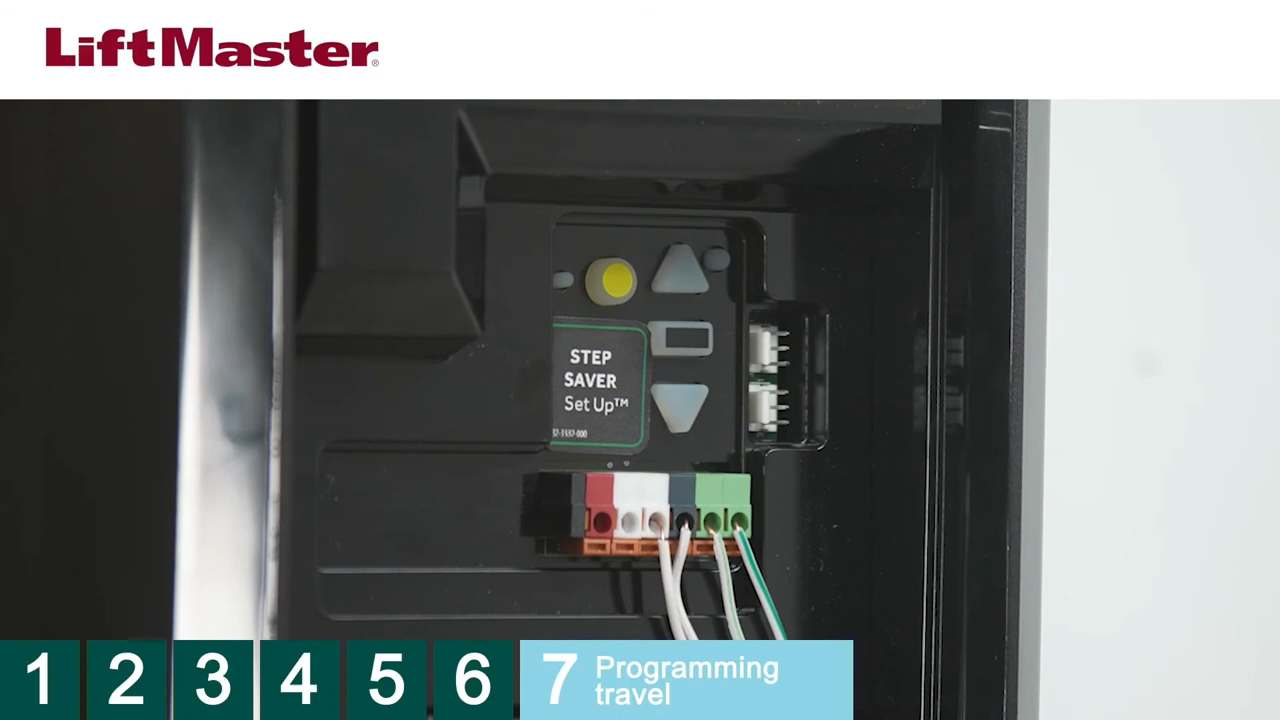 LiftMaster®
STEP
SAVER
Set Up™
1
2
3
4
5
6
7
Programming
travel